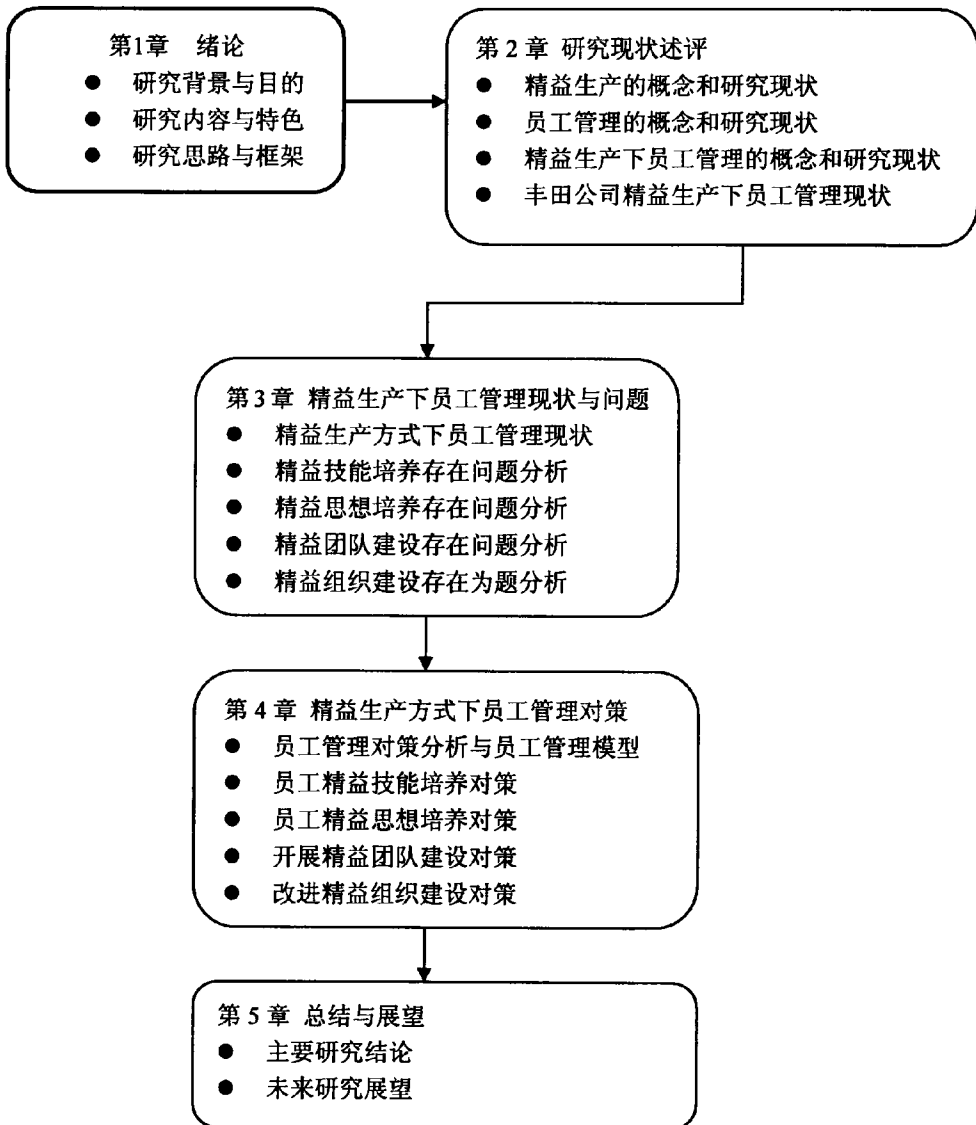 第1章 绪论
● 研究背景与目的
● 研究内容与特色
● 研究思路与框架
第2章 研究现状述评
● 精益生产的概念和研究现状
● 员工管理的概念和研究现状
● 精益生产下员工管理的概念和研究现状
● 丰田公司精益生产下员工管理现状
第3章 精益生产下员工管理现状与问题
● 精益生产方式下员工管理现状
● 精益技能培养存在问题分析
● 精益思想培养存在问题分析
● 精益团队建设存在问题分析
● 精益组织建设存在为题分析
第4章 精益生产方式下员工管理对策
● 员工管理对策分析与员工管理模型
● 员工精益技能培养对策
● 员工精益思想培养对策
● 开展精益团队建设对策
● 改进精益组织建设对策
第5章 总结与展望
● 主要研究结论
● 未来研究展望